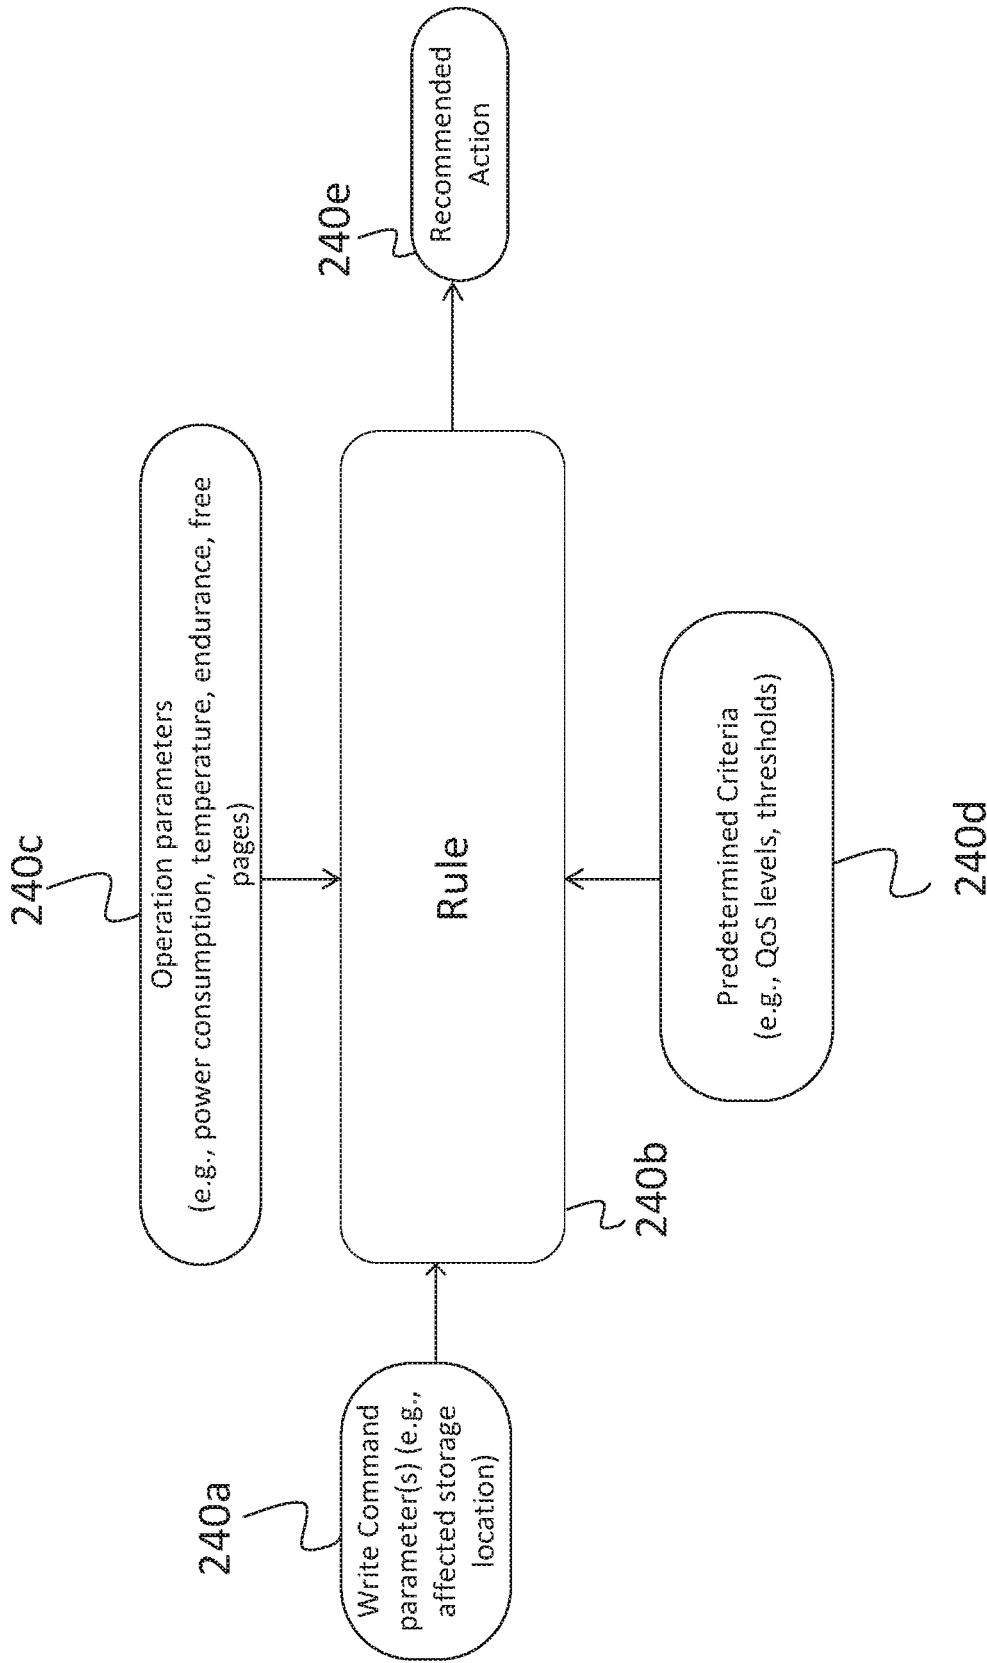 240c
Operation parameters
(e.g., power consumption, temperature, endurance, free
pages)
240e
Recommended
Action
240a
Write Command
parameter(s) (e.g.,
affected storage
location)
Rule
240b
Predetermined Criteria
(e.g., QoS levels, thresholds)
240d